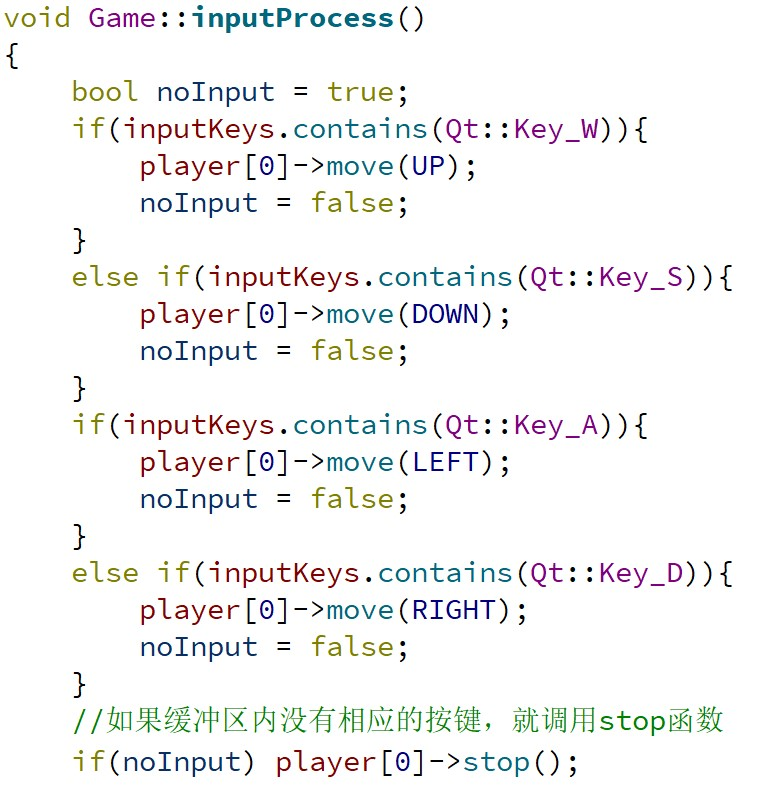 void Game::inputProcess()
{
    bool noInput = true;
    if(inputKeys.contains(Qt::Key_W)){
        player[0]->move(UP);
        noInput = false;
    }
    else if(inputKeys.contains(Qt::Key_S)){
        player[0]->move(DOWN);
        noInput = false;
    }
    if(inputKeys.contains(Qt::Key_A)){
        player[0]->move(LEFT);
        noInput = false;
    }
    else if(inputKeys.contains(Qt::Key_D)){
        player[0]->move(RIGHT);
        noInput = false;
    }
    //如果缓冲区内没有相应的按键，就调用stop函数
    if(noInput) player[0]->stop();